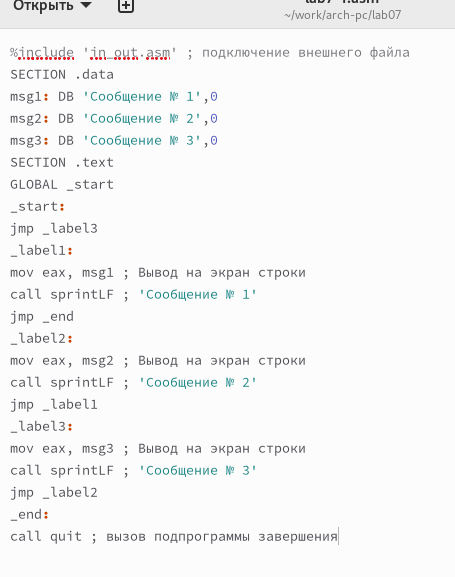 Открыть
~/work/arch-pc/lab07
%include 'in_out.asm' ; подключение внешнего файла
SECTION .data
msg1: DB 'Сообщение № 1',0
msg2: DB 'Сообщение № 2',0
msg3: DB 'Сообщение № 3',0
SECTION .text
GLOBAL _start
_start:
jmp _label3
_label1:
mov eax, msg1 ; Вывод на экран строки
call sprintLF ; 'Сообщение № 1'
jmp _end
_label2:
mov eax, msg2 ; Вывод на экран строки
call sprintLF ; 'Сообщение № 2'
jmp _label1
_label3:
mov eax, msg3 ; Вывод на экран строки
call sprintLF ; 'Сообщение № 3'
jmp _label2
_end:
call quit ; вызов подпрограммы завершения